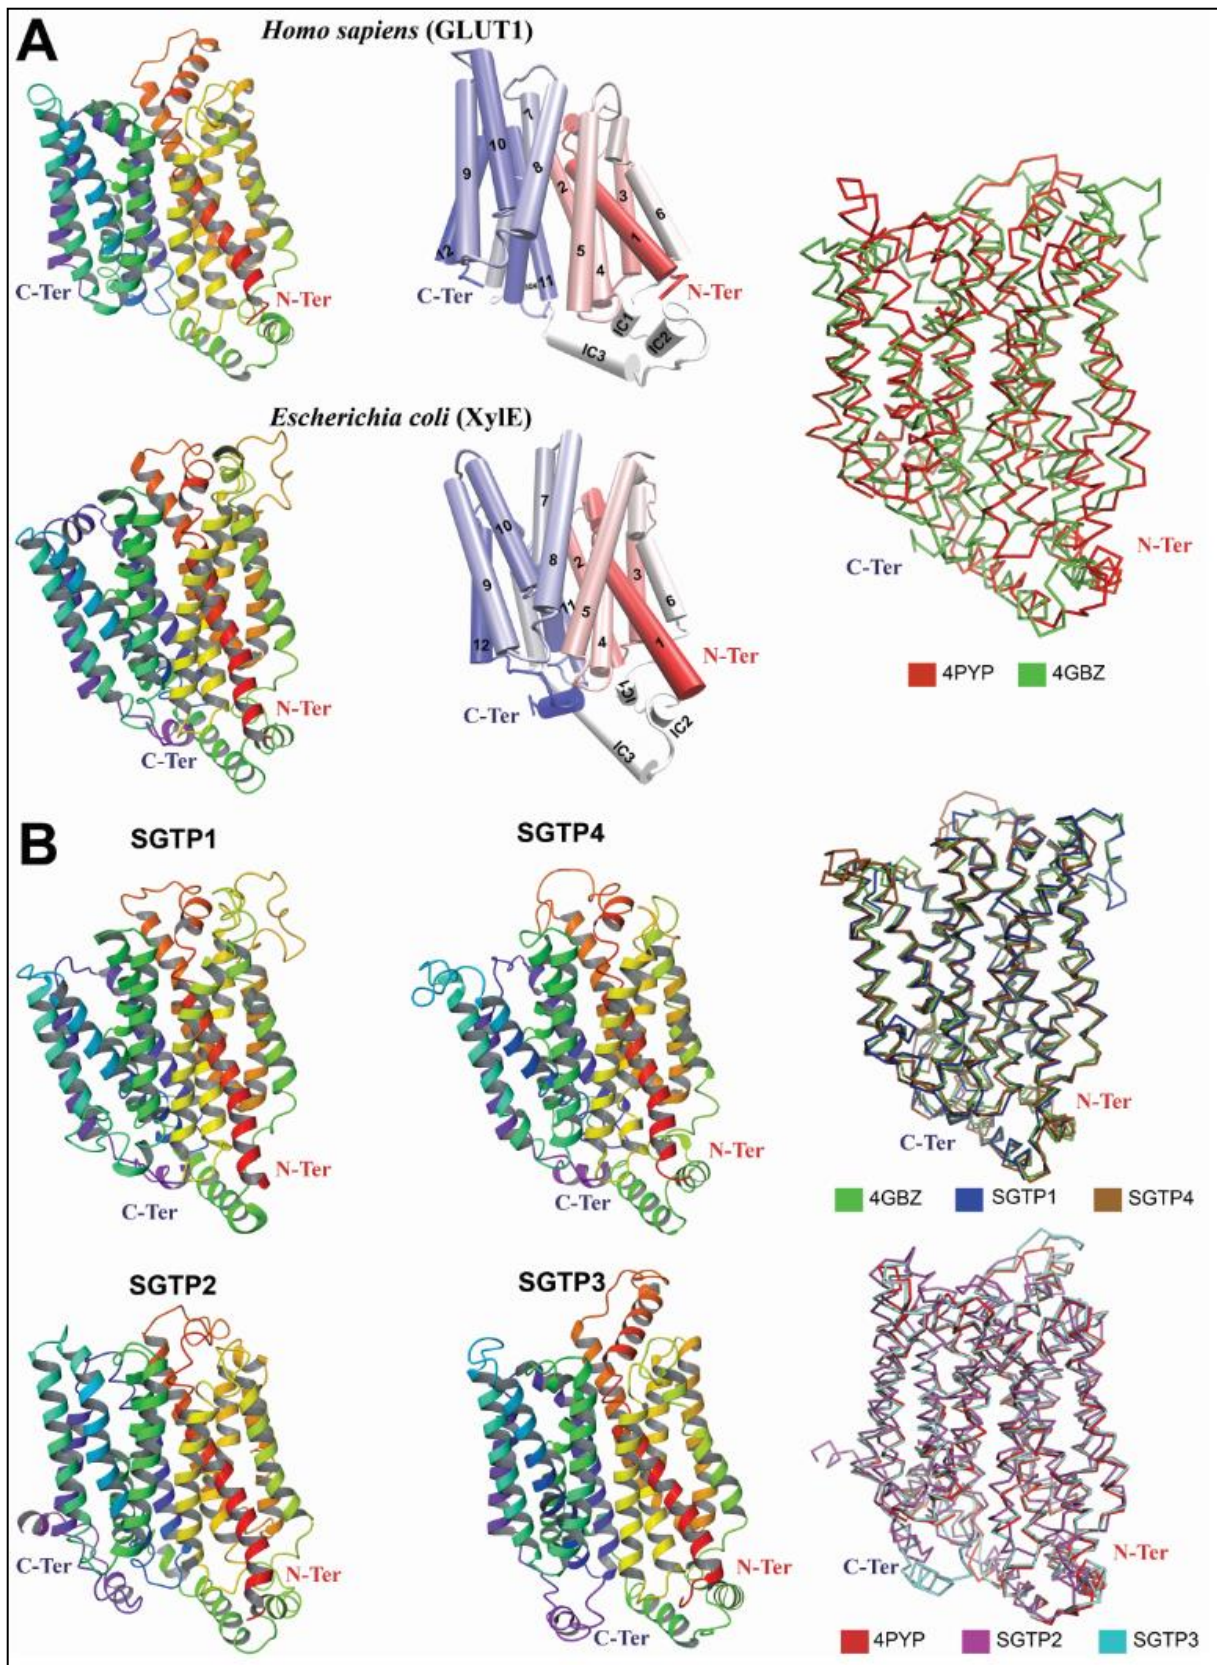 A
Homo sapiens (GLUT1)
7
10
8
9
2
3
6
5
1
4
12
11
C-Ter
N-Ter
C-Ter
N-Ter
IC1
IC2
IC3
Escherichia coli (XylE)
7
10
8
2
3
9
11
5
6
4
1
12
N-Ter
N-Ter
IC1
C-Ter
IC2
C-Ter
IC3
C-Ter
N-Ter
4PYP 4GBZ
B
SGTP1
SGTP4
N-Ter
C-Ter
N-Ter
C-Ter
N-Ter
C-Ter
4GBZ SGTP1 SGTP4
SGTP2
SGTP3
C-Ter
N-Ter
N-Ter
C-Ter
C-Ter
N-Ter
4PYP SGTP2 SGTP3